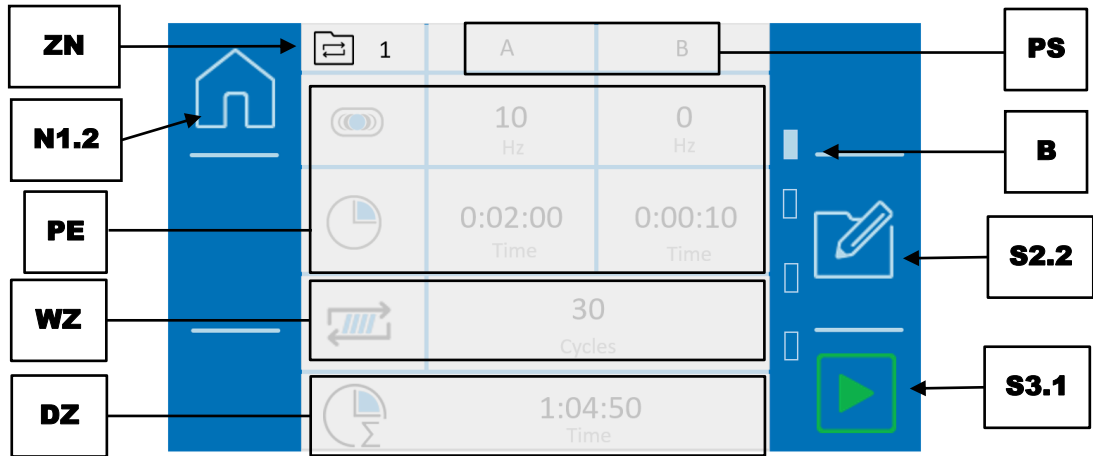 ZN
1
A
B
PS
N1.2
10
Hz
0
Hz
B
PE
0:02:00
Time
0:00:10
Time
S2.2
WZ
30
Cycles
S3.1
DZ
1:04:50
Time
Σ